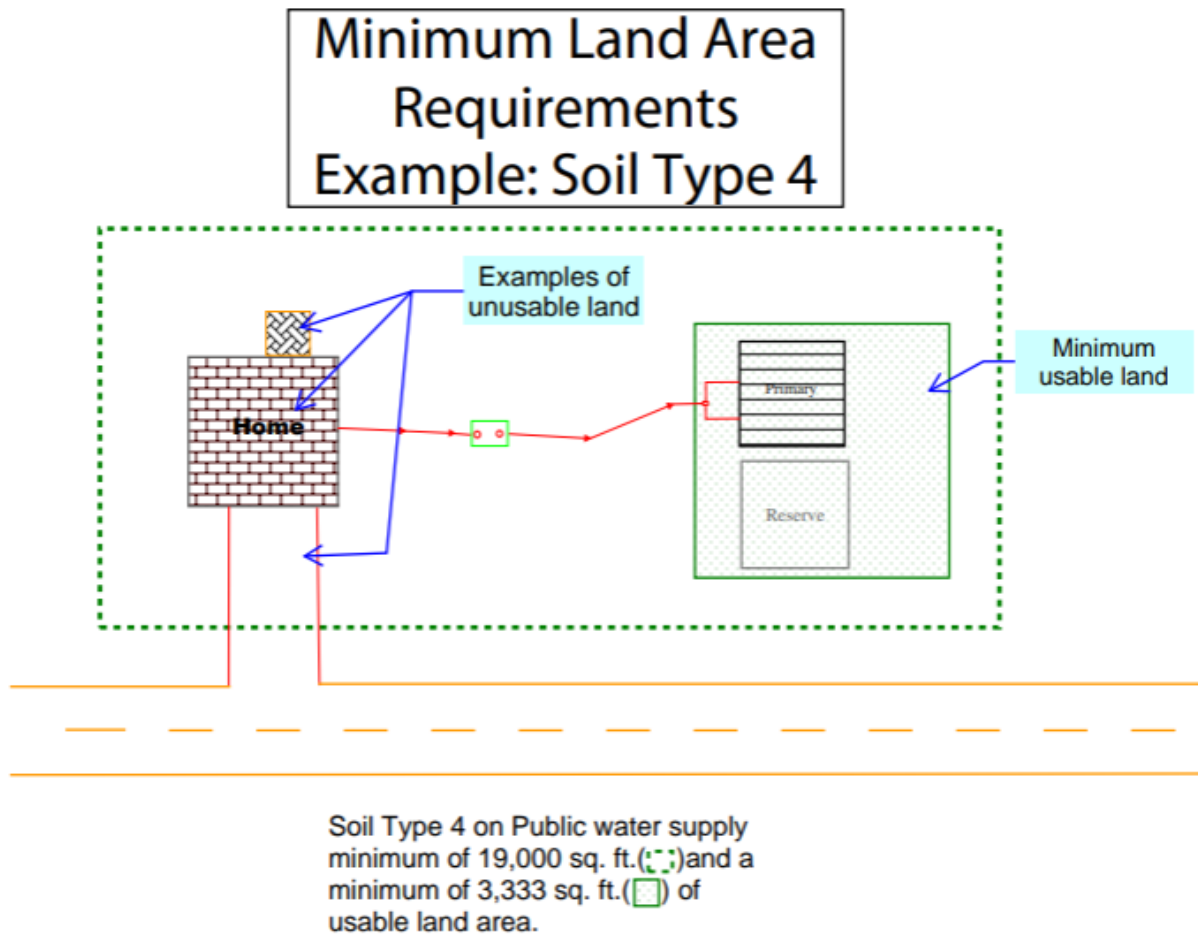 Minimum Land Area
Requirements
Example: Soil Type 4
Examples of
unusable land
Minimum
usable land
Primary
Home
Reserve
Soil Type 4 on Public water supply
minimum of 19,000 sq. ft.( )and a
minimum of 3,333 sq. ft.( ) of
usable land area.